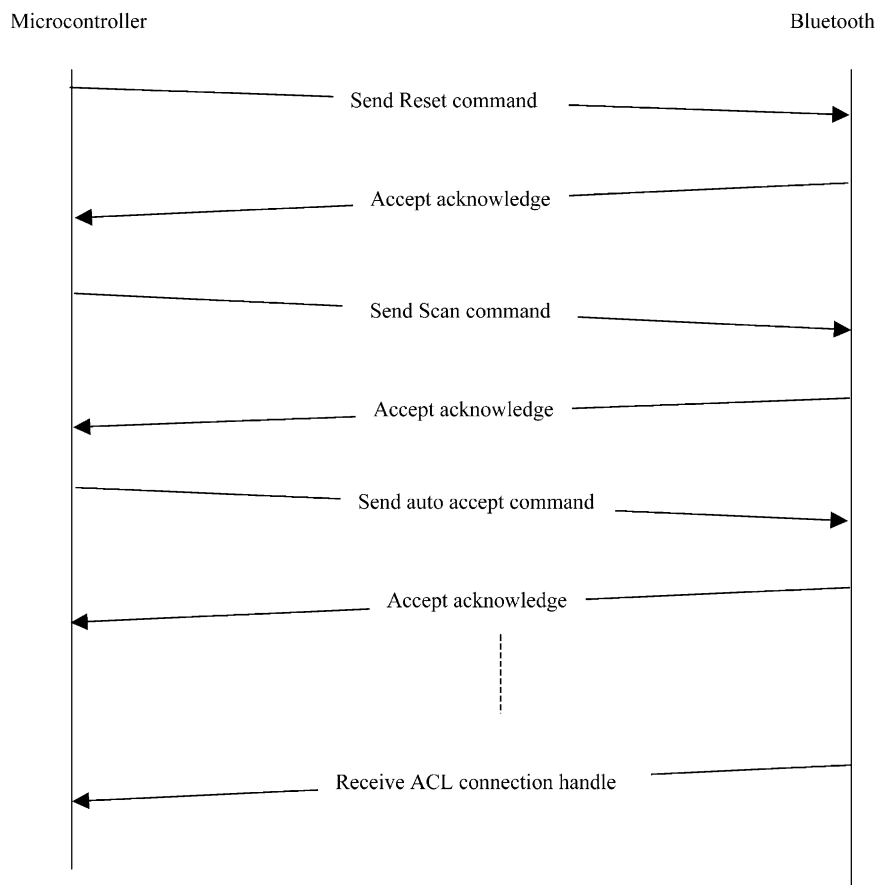 Microcontroller
Bluetooth
Send Reset command
Accept acknowledge
Send Scan command
Accept acknowledge
Send auto accept command
Accept acknowledge
Receive ACL connection handle